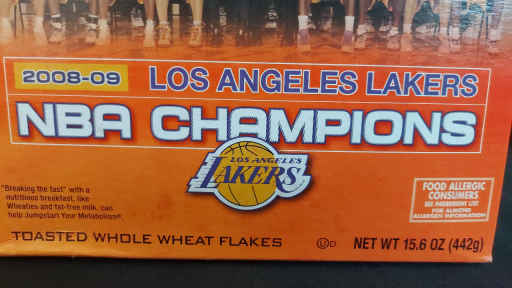 2008-09 LOS ANGELES LAKERS
NBA CHAMPIONS
LOS ANGELES
LAKERS
"Breaking the fast" with a
nutritious breakfast, like
Wheaties and fat-free milk, can
help Jumpstart Your Metabolism®.
FOOD ALLERGIC
CONSUMERS
SEE INGREDIENT LIST
FOR ALMOND
ALLERGEN INFORMATION
TOASTED WHOLE WHEAT FLAKES
Ⓤ D NET WT 15.6 OZ (442g)